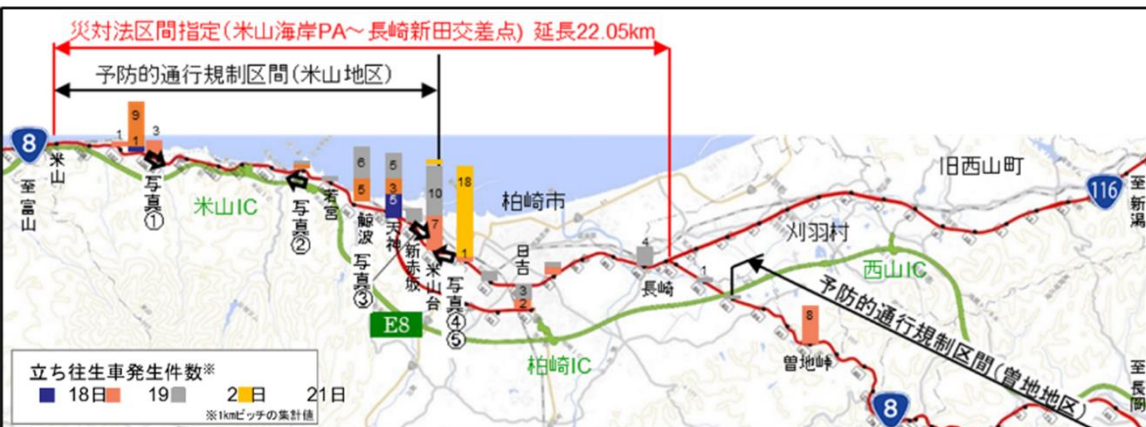 災対法区間指定(米山海岸PA～長崎新田交差点) 延長22.05km
予防的通行規制区間(米山地区)
8
至富山
米山
1
9
1
3
写真①
米山IC
写真②
若宮
6
5
鯨波
写真③
5
3
5
天神
新赤坂
10
7
米山台
18
1
写真④
⑤
E8
柏崎市
日吉
3
2
柏崎IC
4
長崎
1
旧西山町
刈羽村
西山IC
116
至新潟
予防的通行規制区間(曽地地区)
8
曽地峠
8
至長岡
立ち往生車発生件数※
18日 19 2日 21日
※1kmピッチの集計値